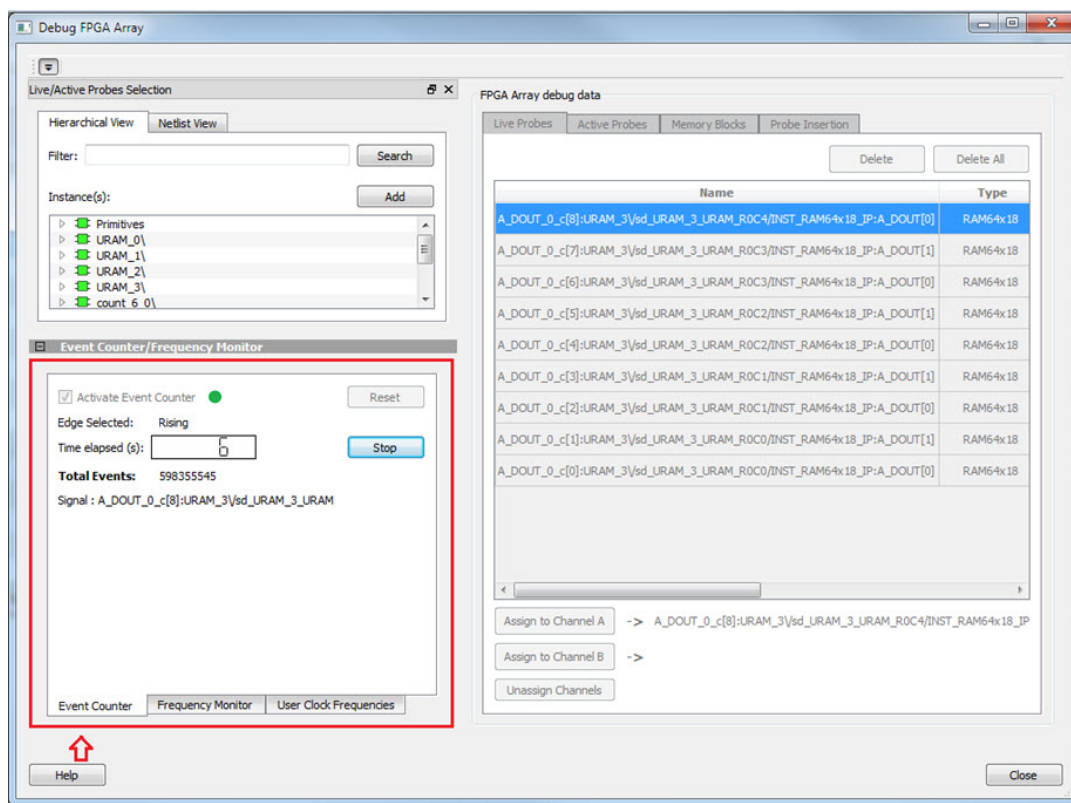 Debug FPGA Array
Live/Active Probes Selection
Hierarchical View
Netlist View
Filter:
Search
Instance(s):
Add
Primitives
URAM_0\
URAM_1\
URAM_2\
URAM_3\
count_6_0\
Event Counter/Frequency Monitor
Activate Event Counter
Reset
Edge Selected: Rising
Time elapsed (s): 6
Stop
Total Events: 598355545
Signal : A_DOUT_0_c[8]:URAM_3\/sd_URAM_3_URAM
Event Counter
Frequency Monitor
User Clock Frequencies
Help
FPGA Array debug data
Live Probes
Active Probes
Memory Blocks
Probe Insertion
Delete
Delete All
Name Type
A_DOUT_0_c[8]:URAM_3\/sd_URAM_3_URAM_R0C4/INST_RAM64x18_IP:A_DOUT[0] RAM64x18
A_DOUT_0_c[7]:URAM_3\/sd_URAM_3_URAM_R0C3/INST_RAM64x18_IP:A_DOUT[1] RAM64x18
A_DOUT_0_c[6]:URAM_3\/sd_URAM_3_URAM_R0C3/INST_RAM64x18_IP:A_DOUT[0] RAM64x18
A_DOUT_0_c[5]:URAM_3\/sd_URAM_3_URAM_R0C2/INST_RAM64x18_IP:A_DOUT[1] RAM64x18
A_DOUT_0_c[4]:URAM_3\/sd_URAM_3_URAM_R0C2/INST_RAM64x18_IP:A_DOUT[0] RAM64x18
A_DOUT_0_c[3]:URAM_3\/sd_URAM_3_URAM_R0C1/INST_RAM64x18_IP:A_DOUT[1] RAM64x18
A_DOUT_0_c[2]:URAM_3\/sd_URAM_3_URAM_R0C1/INST_RAM64x18_IP:A_DOUT[0] RAM64x18
A_DOUT_0_c[1]:URAM_3\/sd_URAM_3_URAM_R0C0/INST_RAM64x18_IP:A_DOUT[1] RAM64x18
A_DOUT_0_c[0]:URAM_3\/sd_URAM_3_URAM_R0C0/INST_RAM64x18_IP:A_DOUT[0] RAM64x18
Assign to Channel A -> A_DOUT_0_c[8]:URAM_3\/sd_URAM_3_URAM_R0C4/INST_RAM64x18_IP
Assign to Channel B ->
Unassign Channels
Close